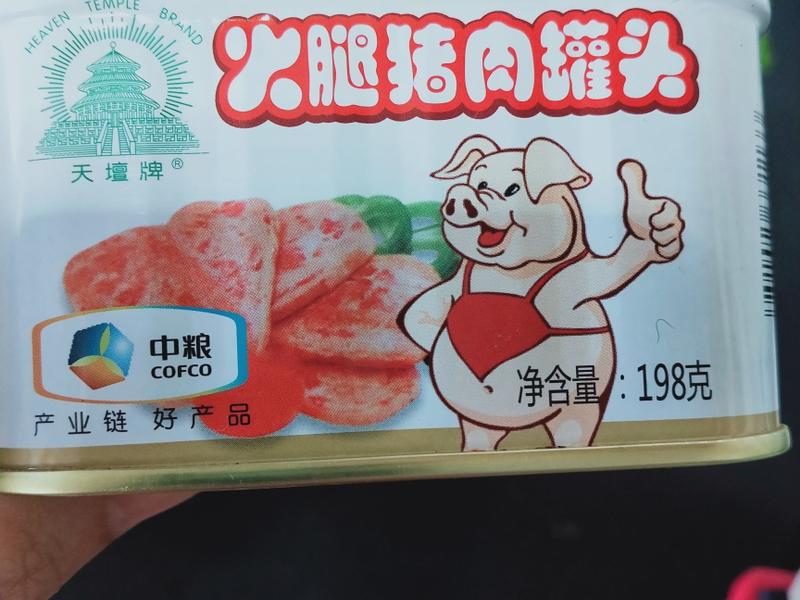 HEAVEN TEMPLE BRAND
天壇牌®
火腿猪肉罐头
中粮
COFCO
产业链 好产品
净含量：198克